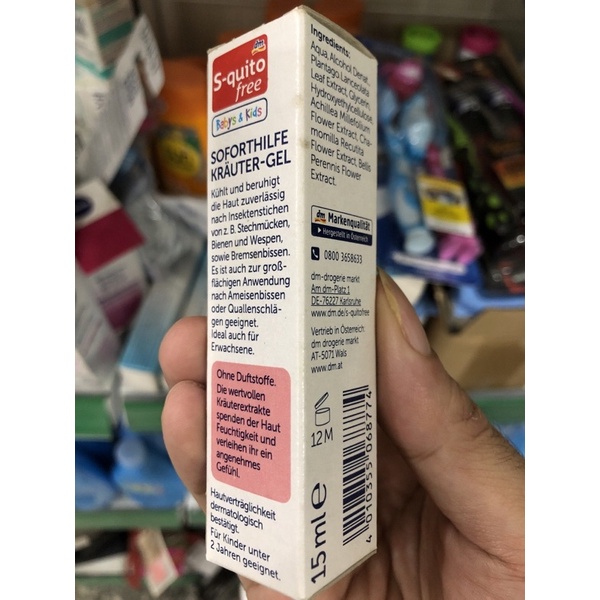 dm
S-quito
free
Babys & Kids
SOFORTHILFE
KRÄUTER-GEL
Kühlt und beruhigt
die Haut zuverlässig
nach Insektenstichen
von z. B. Stechmücken,
Bienen und Wespen,
sowie Bremsenbissen.
Es ist auch zur groß-
flächigen Anwendung
nach Ameisenbissen
oder Quallenschlä-
gen geeignet.
Ideal auch für
Erwachsene.
Ohne Duftstoffe.
Die wertvollen
Kräuterextrakte
spenden der Haut
Feuchtigkeit und
verleihen ihr ein
angenehmes
Gefühl.
Hautverträglichkeit
dermatologisch
bestätigt.
Für Kinder unter
2 Jahren geeignet.
Ingredients:
Aqua, Alcohol Denat.,
Plantago Lanceolata
Leaf Extract, Glycerin,
Hydroxyethylcellulose,
Achillea Millefolium
Flower Extract, Cha-
momilla Recutita
Flower Extract, Bellis
Perennis Flower
Extract.
dm Markenqualität
Hergestellt in Österreich
0800 3658633
dm-drogerie markt
Am dm-Platz 1
DE-76227 Karlsruhe
www.dm.de/s-quitofree
Vertrieb in Österreich:
dm drogerie markt
AT-5071 Wals
www.dm.at
12M
15 ml e
4 010355 068774